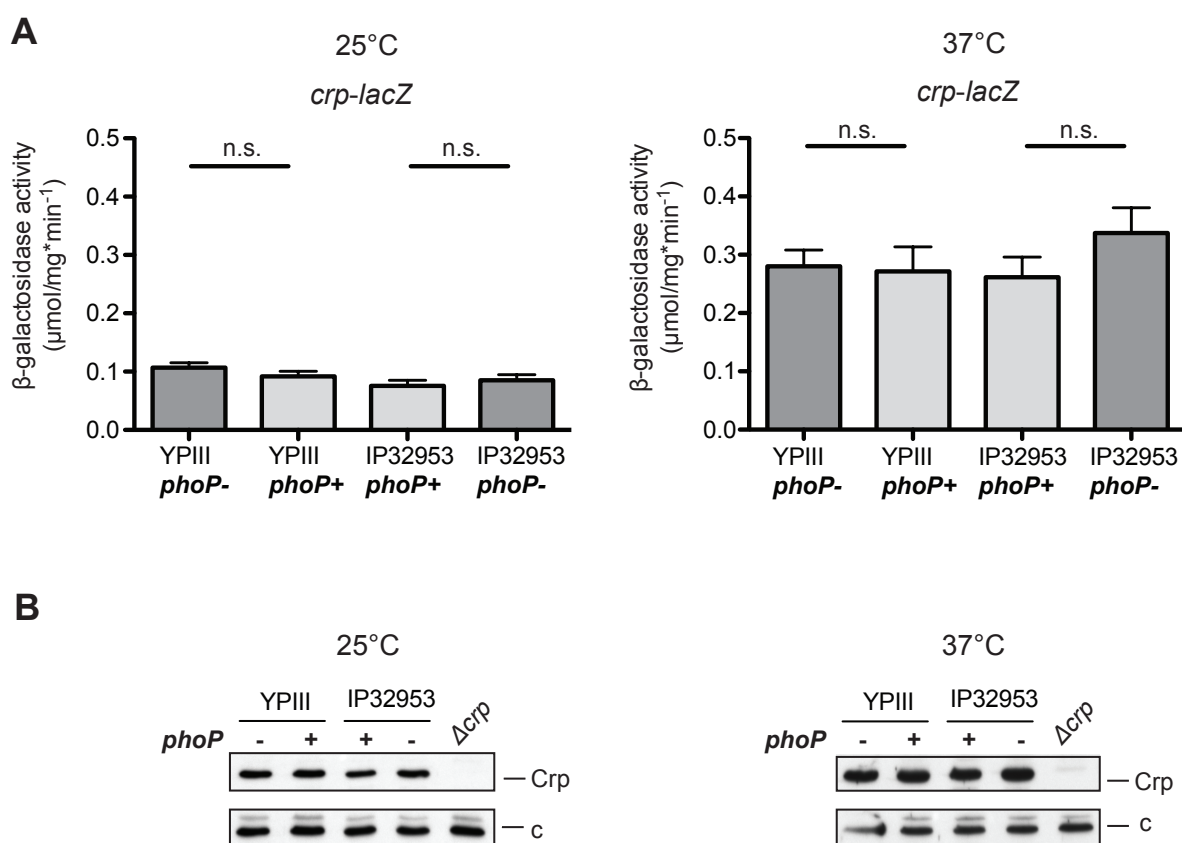 A
25°C
crp-lacZ
β-galactosidase activity
(µmol/mg*min⁻¹)
0.5
0.4
0.3
0.2
0.1
0.0
n.s.
n.s.
YPIII YPIII IP32953 IP32953
phoP- phoP+ phoP+ phoP-
37°C
crp-lacZ
β-galactosidase activity
(µmol/mg*min⁻¹)
0.5
0.4
0.3
0.2
0.1
0.0
n.s.
n.s.
YPIII YPIII IP32953 IP32953
phoP- phoP+ phoP+ phoP-
B
25°C
YPIII IP32953 Δcrp
phoP - + + -
Crp
c
37°C
YPIII IP32953 Δcrp
phoP - + + -
Crp
c